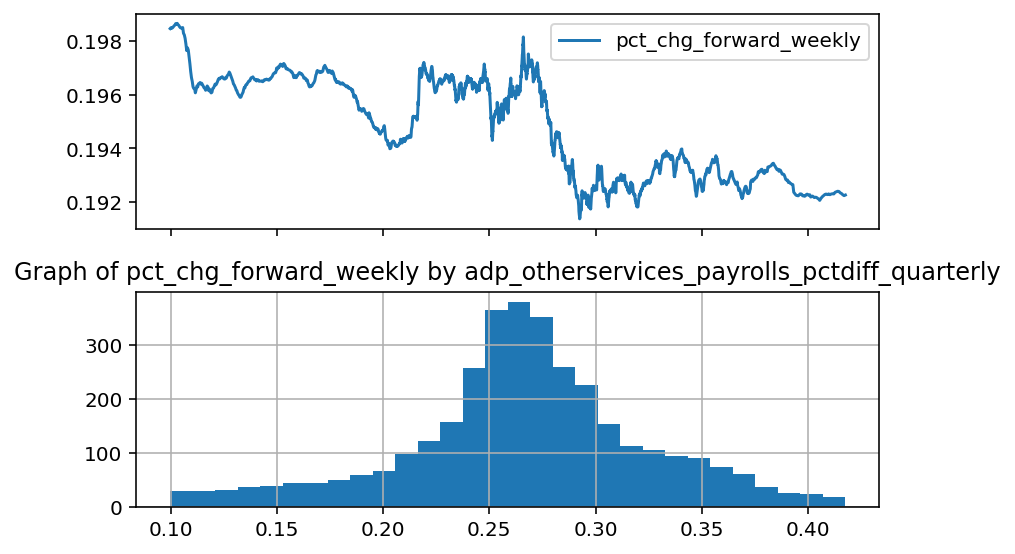 0.198
0.196
0.194
0.192
pct_chg_forward_weekly
Graph of pct_chg_forward_weekly by adp_otherservices_payrolls_pctdiff_quarterly
300
200
100
0
0.10 0.15 0.20 0.25 0.30 0.35 0.40